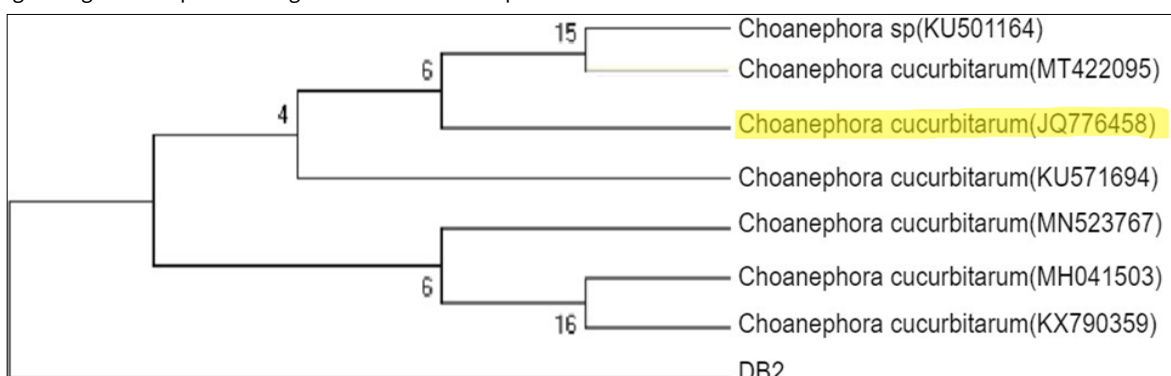 15
Choanephora sp(KU501164)
6
Choanephora cucurbitarum(MT422095)
4
Choanephora cucurbitarum(JQ776458)
Choanephora cucurbitarum(KU571694)
Choanephora cucurbitarum(MN523767)
6
Choanephora cucurbitarum(MH041503)
16
Choanephora cucurbitarum(KX790359)
DB2